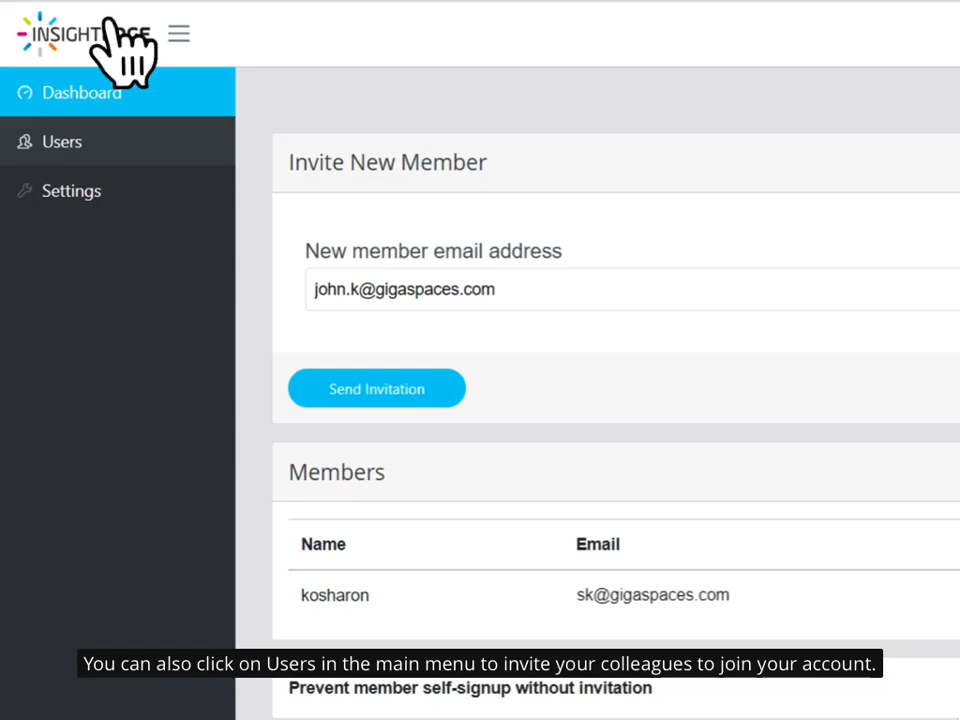 INSIGHTEDGE
Dashboard
Users
Settings
Invite New Member
New member email address
john.k@gigaspaces.com
Send Invitation
Members
Name Email
kosharon sk@gigaspaces.com
You can also click on Users in the main menu to invite your colleagues to join your account.
Prevent member self-signup without invitation